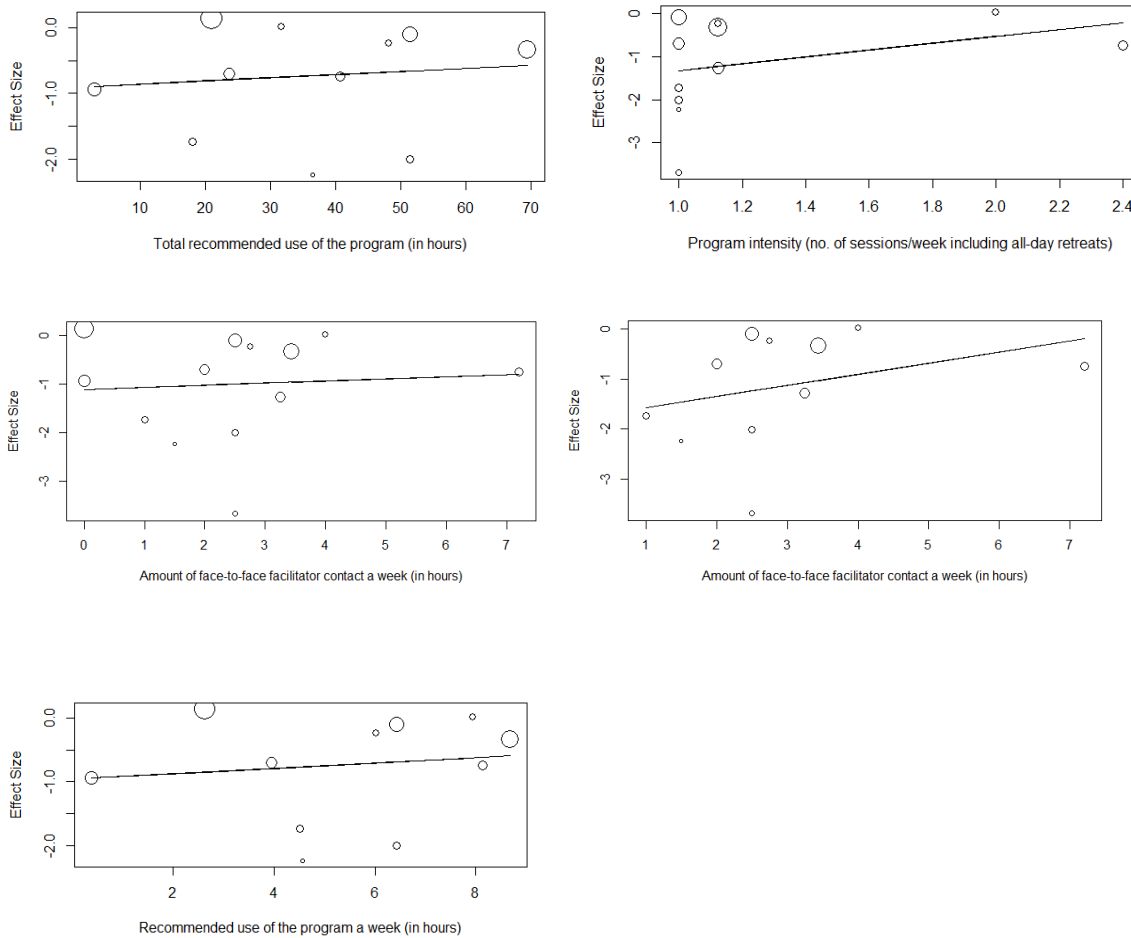 Effect Size
0.0
-1.0
-2.0
10 20 30 40 50 60 70
Total recommended use of the program (in hours)
Effect Size
0
-1
-2
-3
1.0 1.2 1.4 1.6 1.8 2.0 2.2 2.4
Program intensity (no. of sessions/week including all-day retreats)
Effect Size
0
-1
-2
-3
0 1 2 3 4 5 6 7
Amount of face-to-face facilitator contact a week (in hours)
Effect Size
0
-1
-2
-3
1 2 3 4 5 6 7
Amount of face-to-face facilitator contact a week (in hours)
Effect Size
0.0
-1.0
-2.0
2 4 6 8
Recommended use of the program a week (in hours)